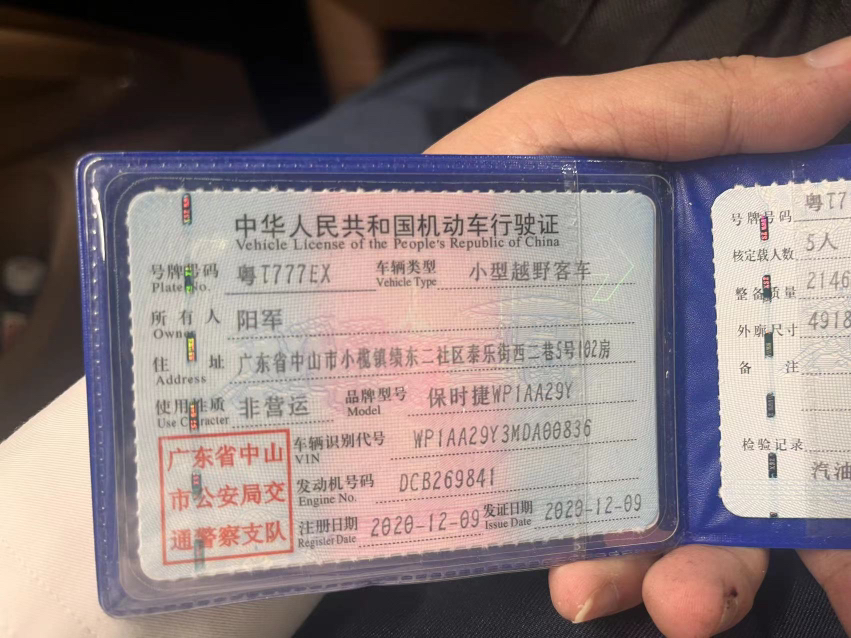 中华人民共和国机动车行驶证
Vehicle License of the People's Republic of China
号牌号码 粤T777EX 车辆类型 小型越野客车
Plate No. Vehicle Type
所有人 阳军
Owner
住址 广东省中山市小榄镇绩东二社区泰乐街西二巷5号102房
Address
使用性质 非营运 品牌型号 保时捷WP1AA29Y
Use Character Model
广东省中山
市公安局交
通警察支队
车辆识别代号 WP1AA29Y3MDA00836
VIN
发动机号码 DCB269841
Engine No.
注册日期 2020-12-09 发证日期 2020-12-09
Register Date Issue Date
号牌号码 粤T7
核定载人数 5人
整备质量 2146
外廓尺寸 4918
备注
检验记录
汽油